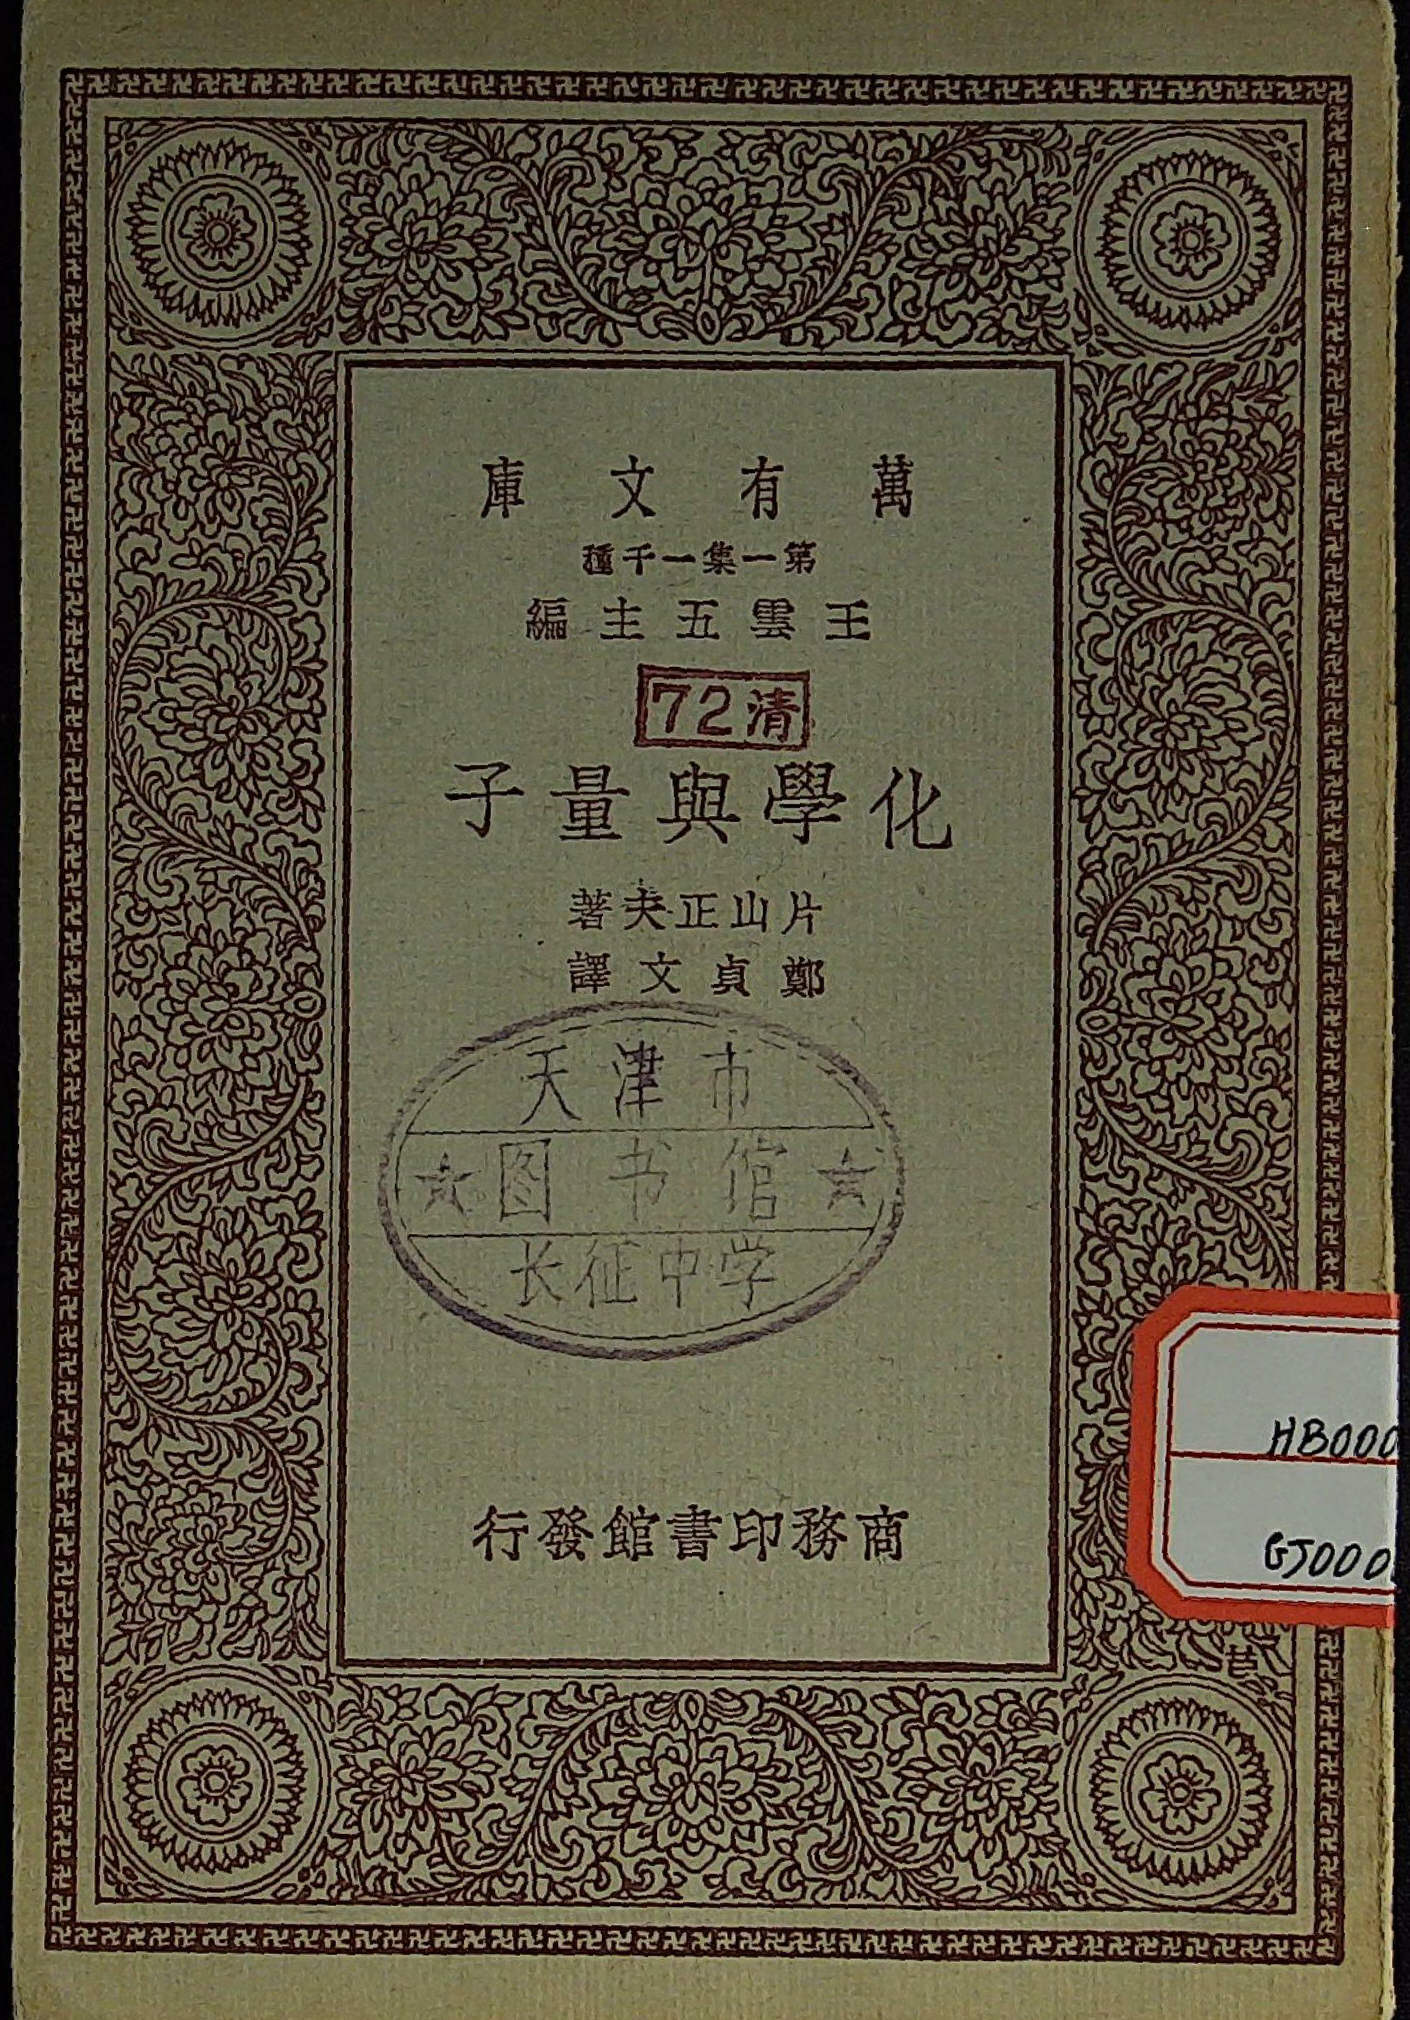 萬有文庫
第一集一千種
王雲五主編
72清
化學與量子
片山正夫著
鄭貞文譯
天津市
图书馆
长征中学
HB000
GJ000
商務印書館發行